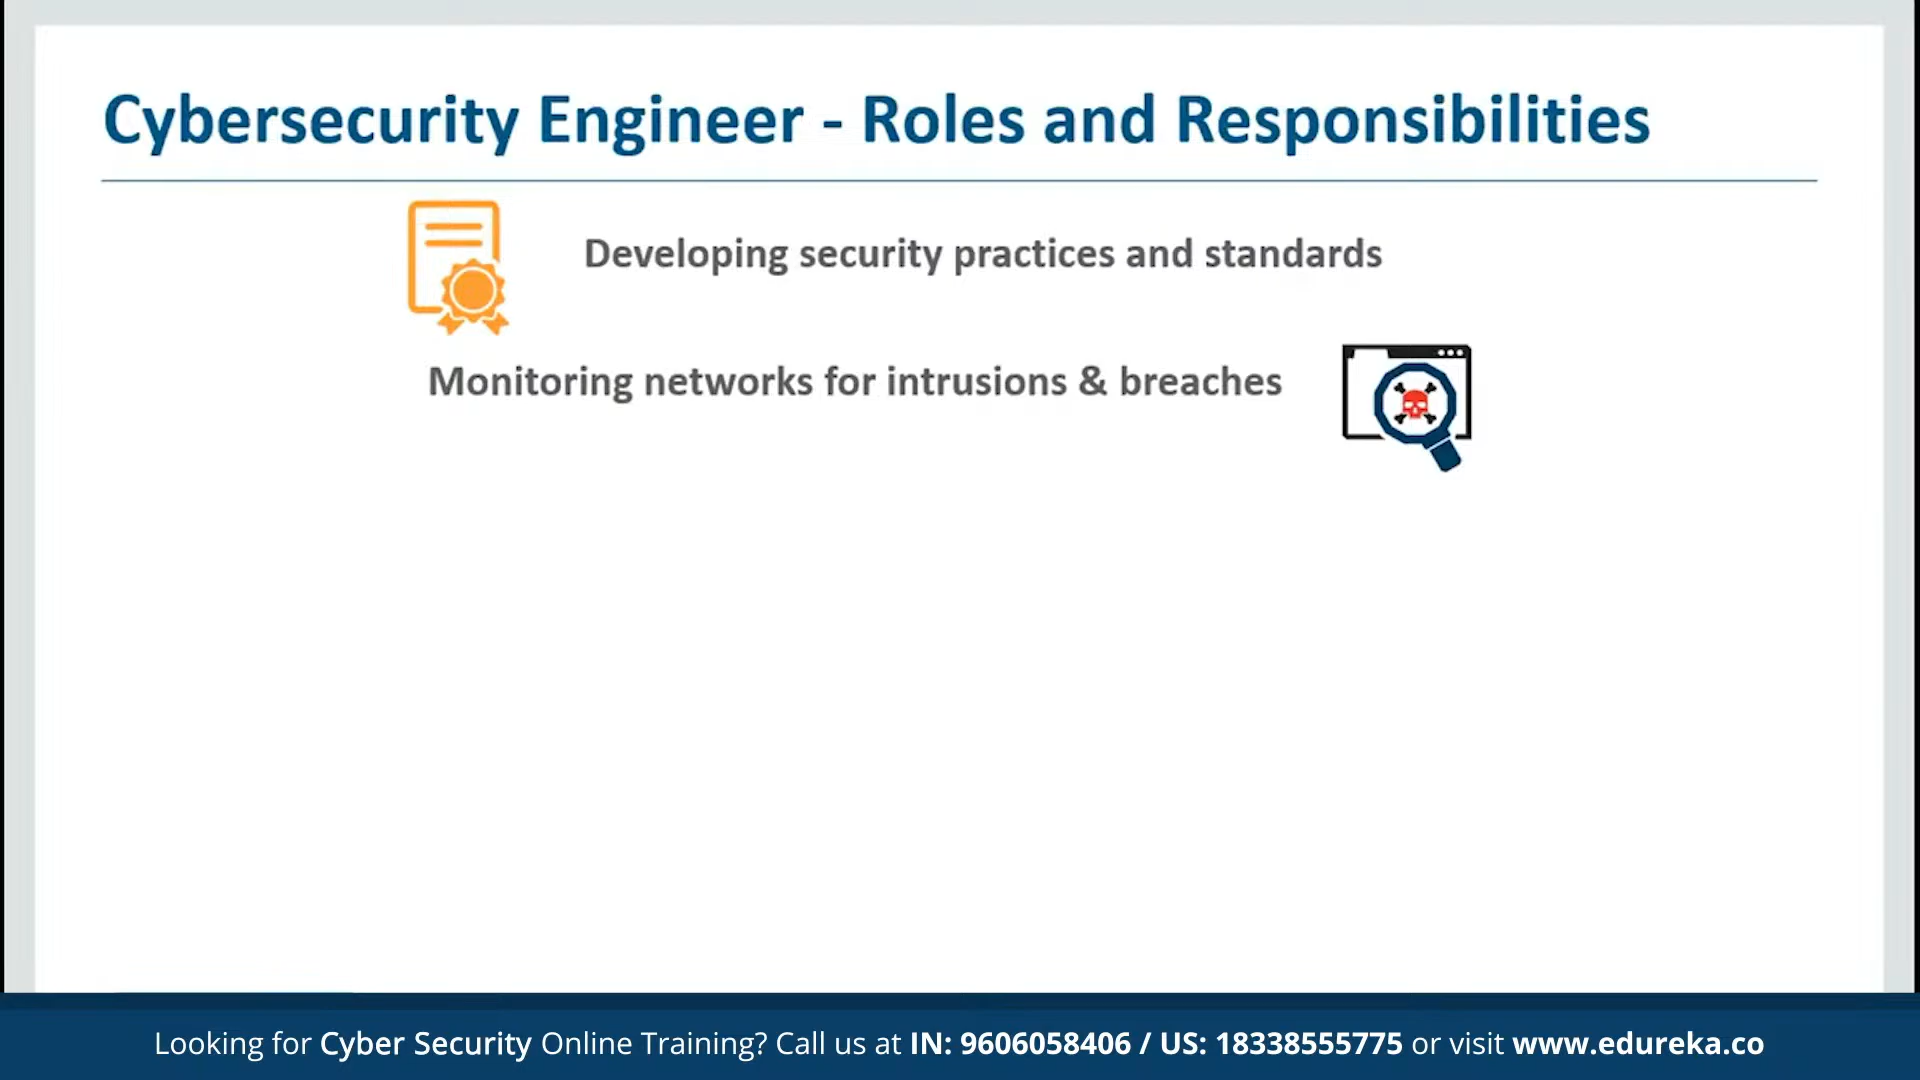 Cybersecurity Engineer - Roles and Responsibilities
Developing security practices and standards
Monitoring networks for intrusions & breaches
Looking for Cyber Security Online Training? Call us at IN: 9606058406 / US: 18338555775 or visit www.edureka.co